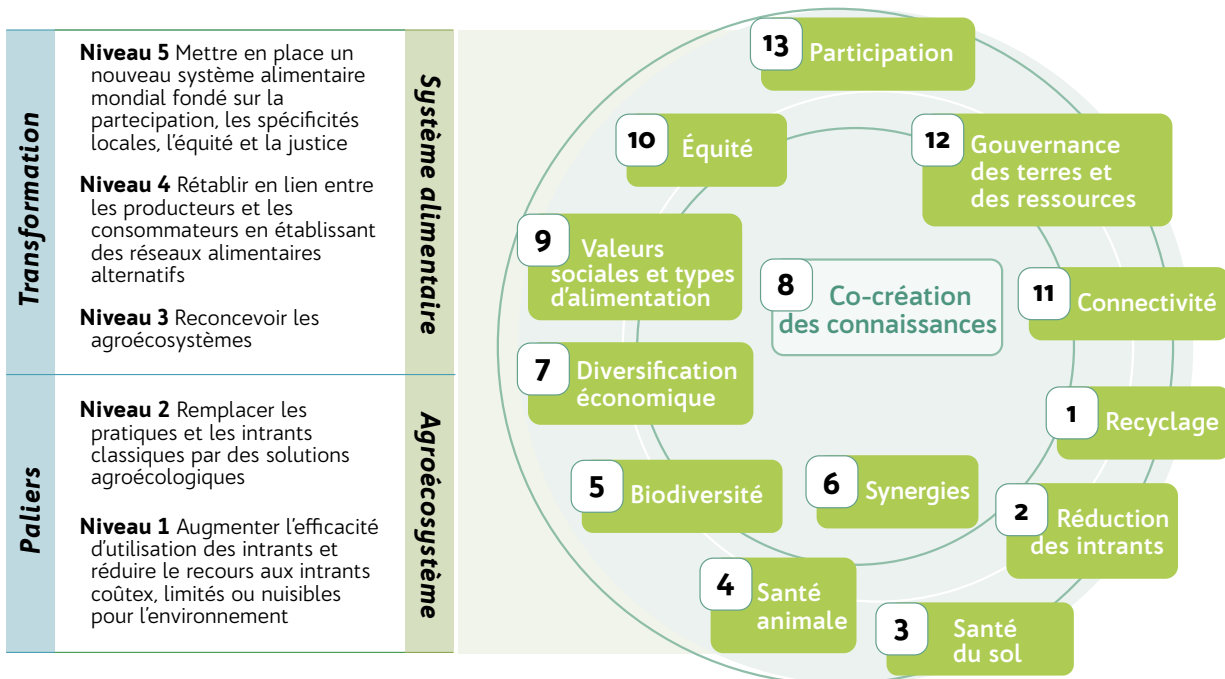 Transformation
Paliers
Niveau 5 Mettre en place un
nouveau système alimentaire
mondial fondé sur la
partecipation, les spécificités
locales, l'équité et la justice
Niveau 4 Rétablir en lien entre
les producteurs et les
consommateurs en établissant
des réseaux alimentaires
alternatifs
Niveau 3 Reconcevoir les
agroécosystèmes
Niveau 2 Remplacer les
pratiques et les intrants
classiques par des solutions
agroécologiques
Niveau 1 Augmenter l'efficacité
d'utilisation des intrants et
réduire le recours aux intrants
coûtex, limités ou nuisibles
pour l'environnement
Système alimentaire
Agroécosystème
13 Participation
10 Équité
12 Gouvernance
des terres et
des ressources
9 Valeurs
sociales et types
d'alimentation
8 Co-création
des connaissances
11 Connectivité
7 Diversification
économique
1 Recyclage
5 Biodiversité
6 Synergies
2 Réduction
des intrants
4 Santé
animale
3 Santé
du sol